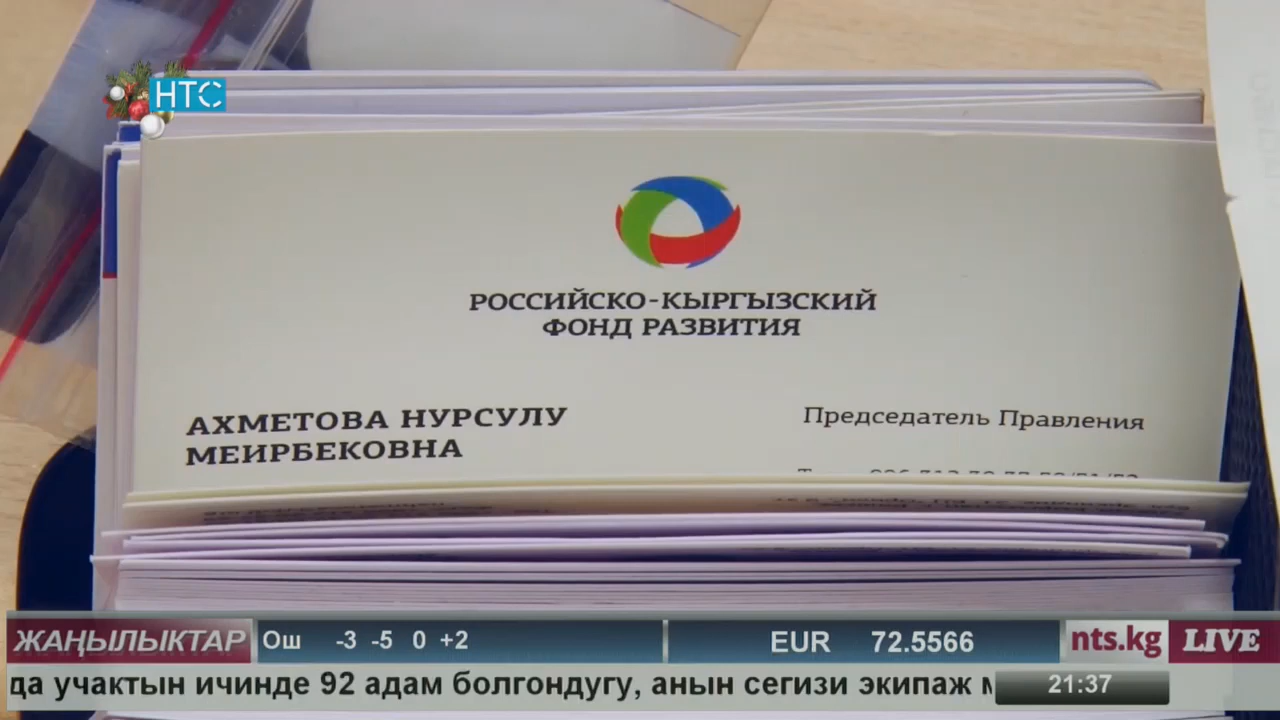 НТС
РОССИЙСКО-КЫРГЫЗСКИЙ
ФОНД РАЗВИТИЯ
АХМЕТОВА НУРСУЛУ
МЕИРБЕКОВНА
Председатель Правления
ЖАҢЫЛЫКТАР
Ош -3 -5 0 +2
EUR 72.5566
nts.kg
LIVE
да учактын ичинде 92 адам болгондугу, анын сегизи экипаж
21:37